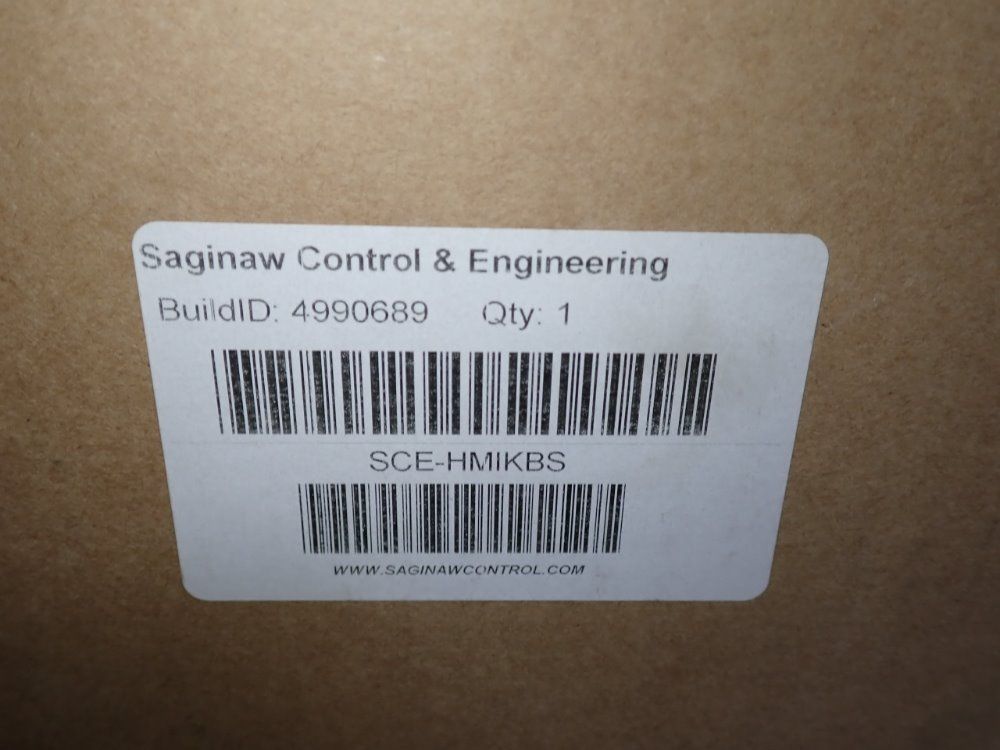 Saginaw Control & Engineering
BuildID: 4990689 Qty: 1
SCE-HMIKBS
WWW.SAGINAWCONTROL.COM